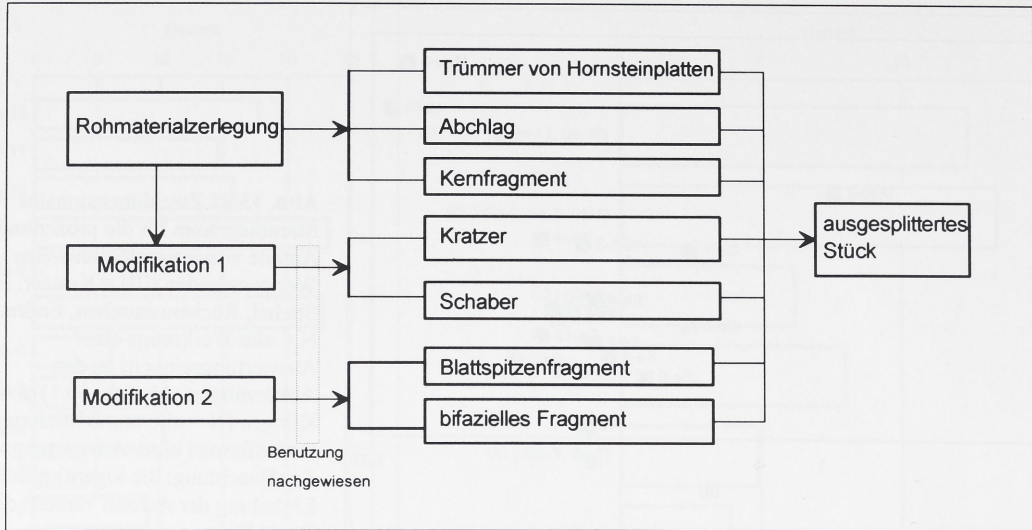 Trümmer von Hornsteinplatten
Rohmaterialzerlegung
Abchlag
Kernfragment
Kratzer
ausgesplittertes
Stück
Modifikation 1
Schaber
Blattspitzenfragment
Modifikation 2
bifazielles Fragment
Benutzung
nachgewiesen